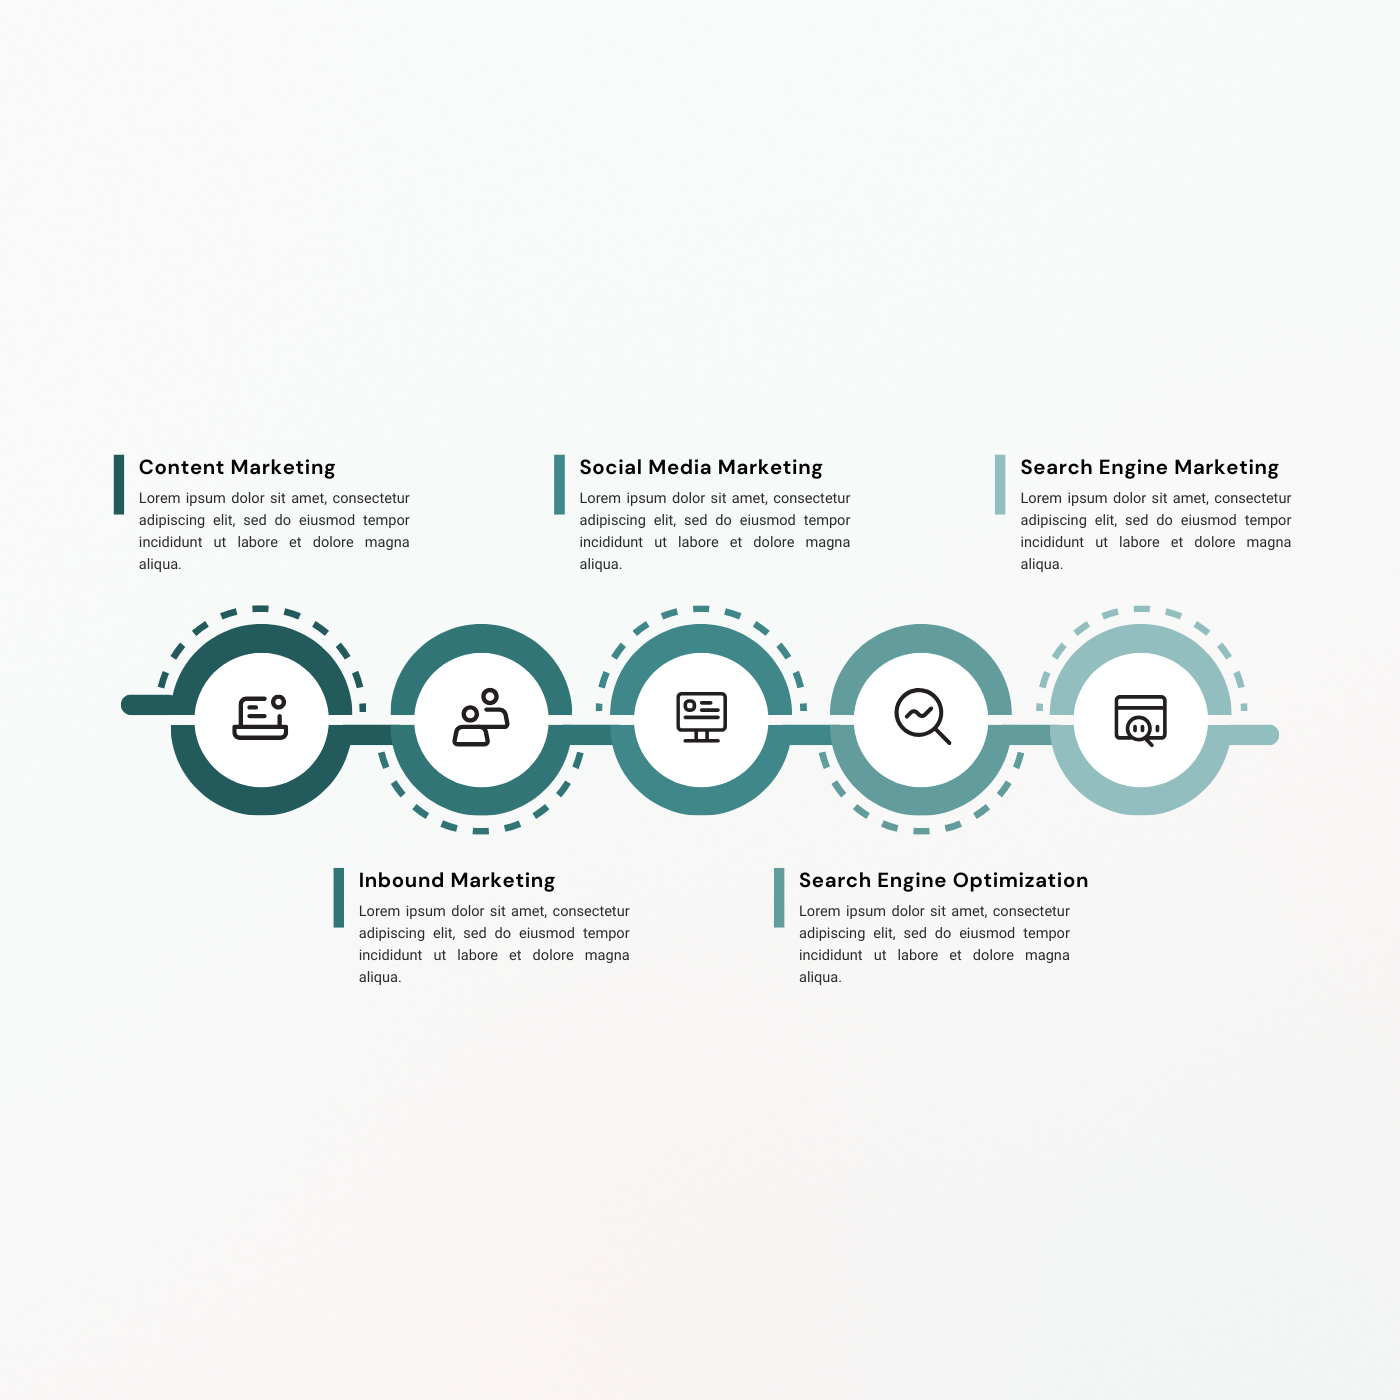 Content Marketing
Lorem ipsum dolor sit amet, consectetur
adipiscing elit, sed do eiusmod tempor
incididunt ut labore et dolore magna
aliqua.
Social Media Marketing
Lorem ipsum dolor sit amet, consectetur
adipiscing elit, sed do eiusmod tempor
incididunt ut labore et dolore magna
aliqua.
Search Engine Marketing
Lorem ipsum dolor sit amet, consectetur
adipiscing elit, sed do eiusmod tempor
incididunt ut labore et dolore magna
aliqua.
Inbound Marketing
Lorem ipsum dolor sit amet, consectetur
adipiscing elit, sed do eiusmod tempor
incididunt ut labore et dolore magna
aliqua.
Search Engine Optimization
Lorem ipsum dolor sit amet, consectetur
adipiscing elit, sed do eiusmod tempor
incididunt ut labore et dolore magna
aliqua.